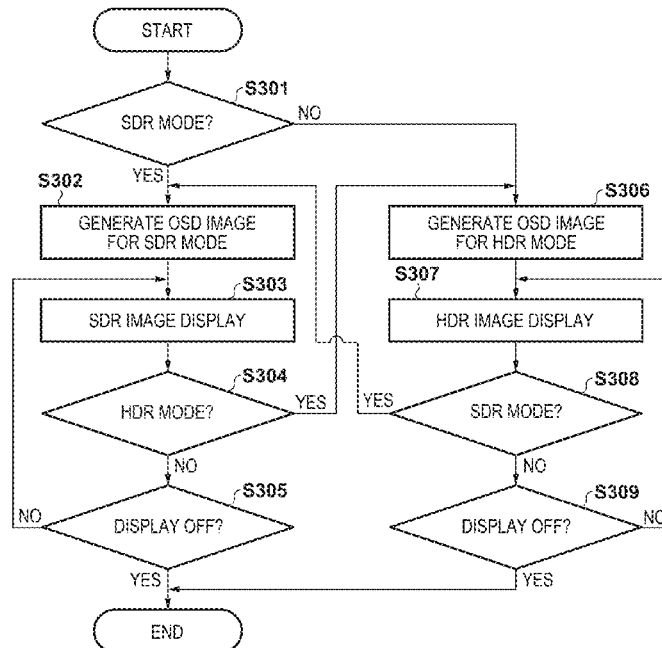 START
S301
SDR MODE?
NO
YES
S302
GENERATE OSD IMAGE
FOR SDR MODE
S306
GENERATE OSD IMAGE
FOR HDR MODE
S303
SDR IMAGE DISPLAY
S307
HDR IMAGE DISPLAY
S304
HDR MODE?
YES
NO
S308
SDR MODE?
YES
NO
S305
DISPLAY OFF?
NO
YES
S309
DISPLAY OFF?
NO
YES
END